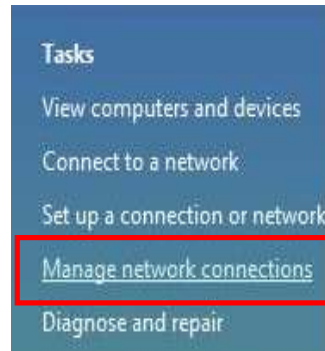 Tasks
View computers and devices
Connect to a network
Set up a connection or network
Manage network connections
Diagnose and repair